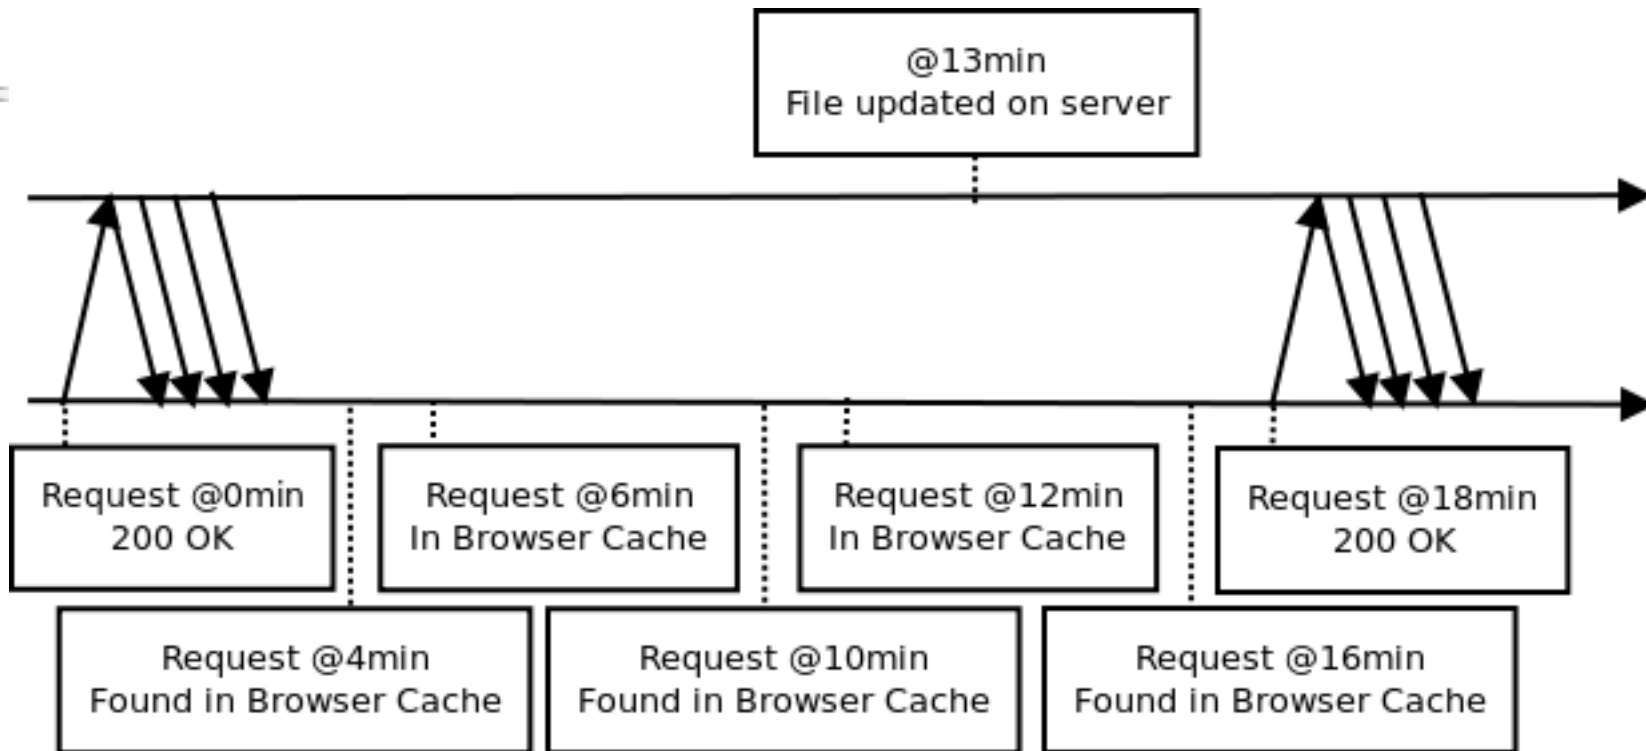 @13min
File updated on server
Request @0min
200 OK
Request @6min
In Browser Cache
Request @12min
In Browser Cache
Request @18min
200 OK
Request @4min
Found in Browser Cache
Request @10min
Found in Browser Cache
Request @16min
Found in Browser Cache